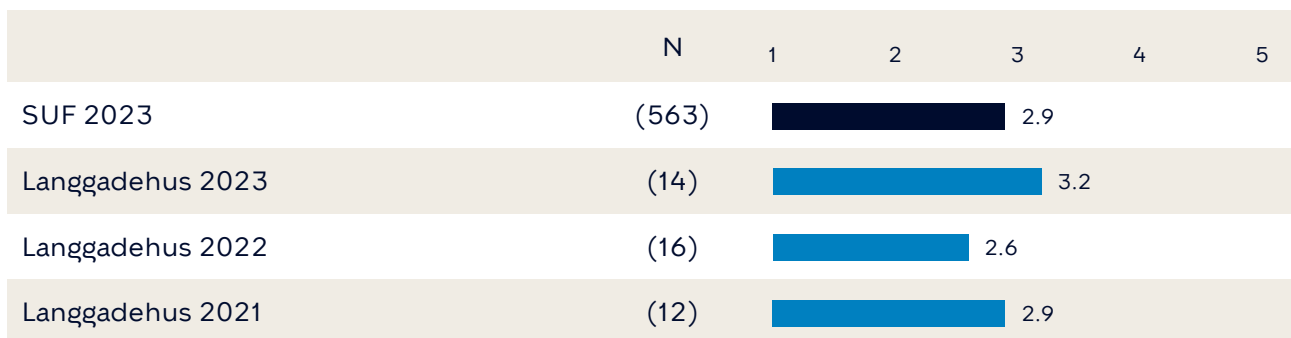 N 1 2 3 4 5
SUF 2023 (563) 2.9
Langgadehus 2023 (14) 3.2
Langgadehus 2022 (16) 2.6
Langgadehus 2021 (12) 2.9